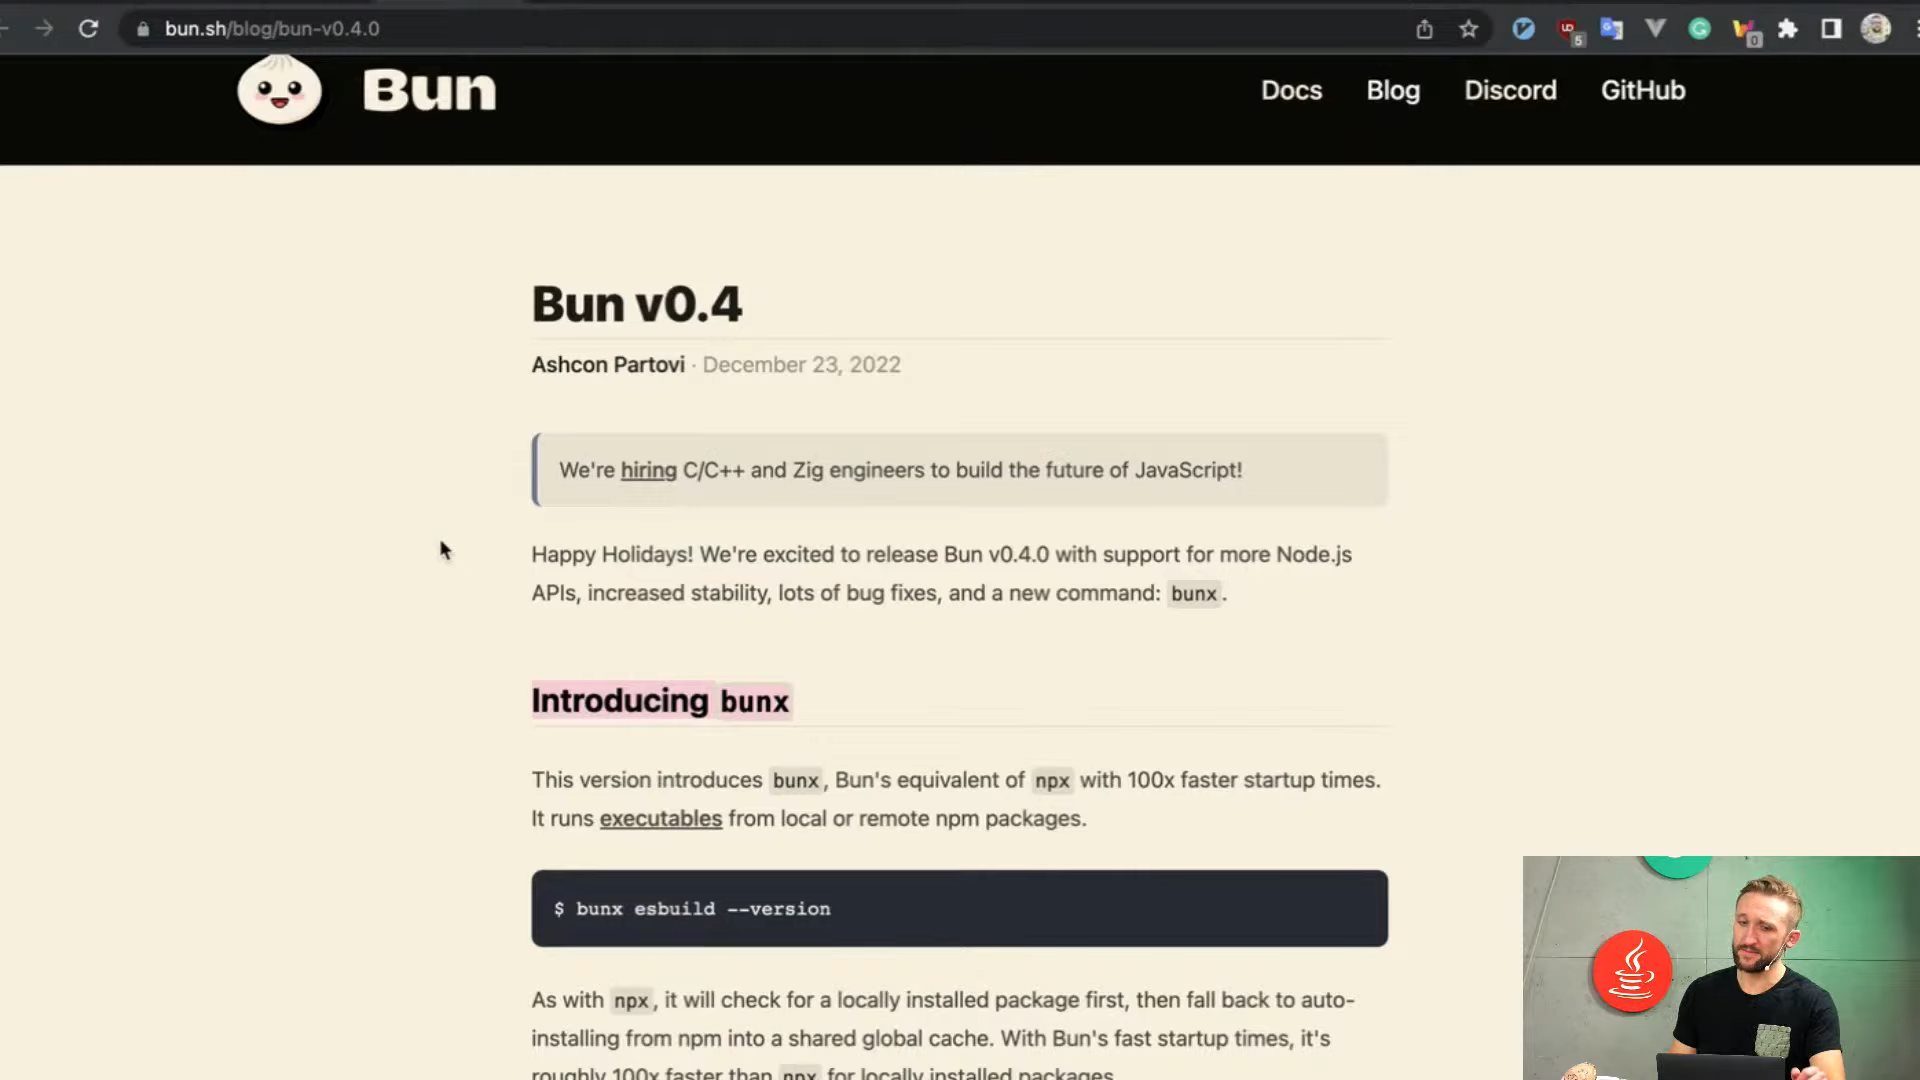 bun.sh/blog/bun-v0.4.0
5
0
Bun
Docs Blog Discord GitHub
Bun v0.4
Ashcon Partovi · December 23, 2022
We're hiring C/C++ and Zig engineers to build the future of JavaScript!
Happy Holidays! We're excited to release Bun v0.4.0 with support for more Node.js
APIs, increased stability, lots of bug fixes, and a new command: bunx.
Introducing bunx
This version introduces bunx, Bun's equivalent of npx with 100x faster startup times.
It runs executables from local or remote npm packages.
$ bunx esbuild --version
As with npx, it will check for a locally installed package first, then fall back to auto-
installing from npm into a shared global cache. With Bun's fast startup times, it's
roughly 100x faster than npx for locally installed packages.